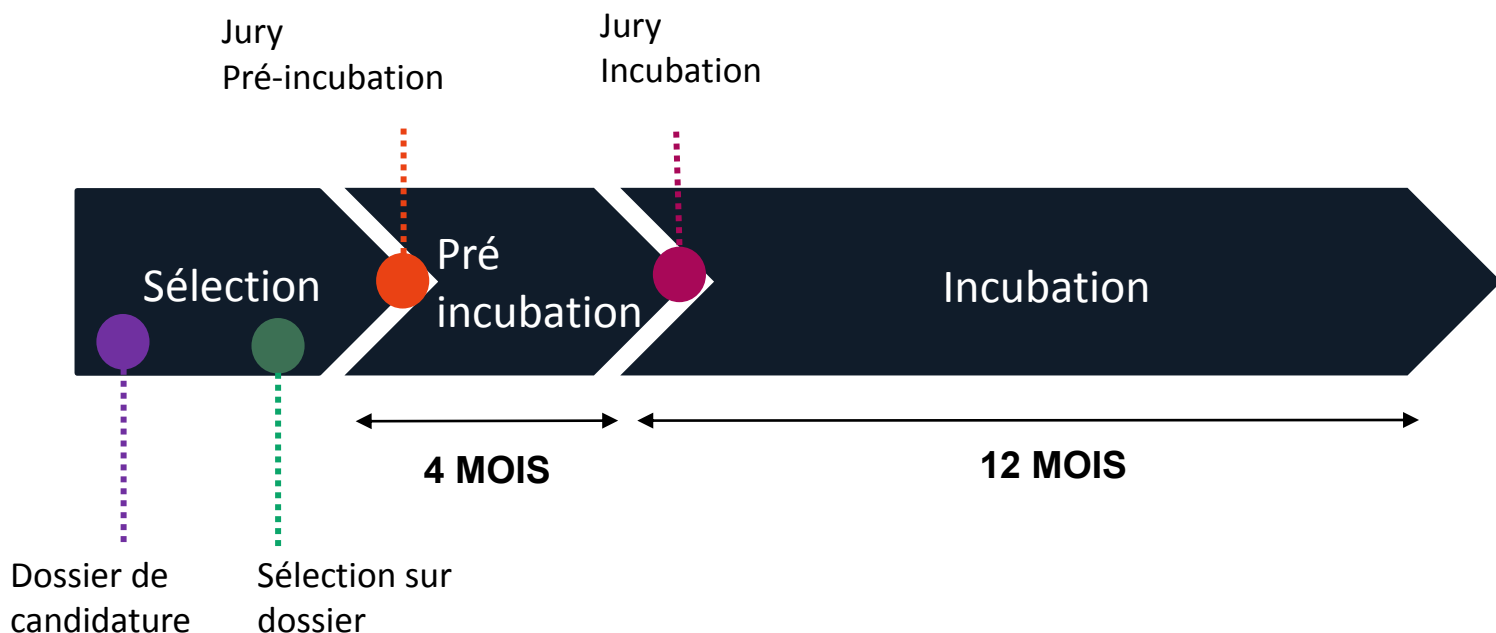 Jury
Pré-incubation
Jury
Incubation
Sélection
Pré
incubation
Incubation
4 MOIS
12 MOIS
Dossier de
candidature
Sélection sur
dossier